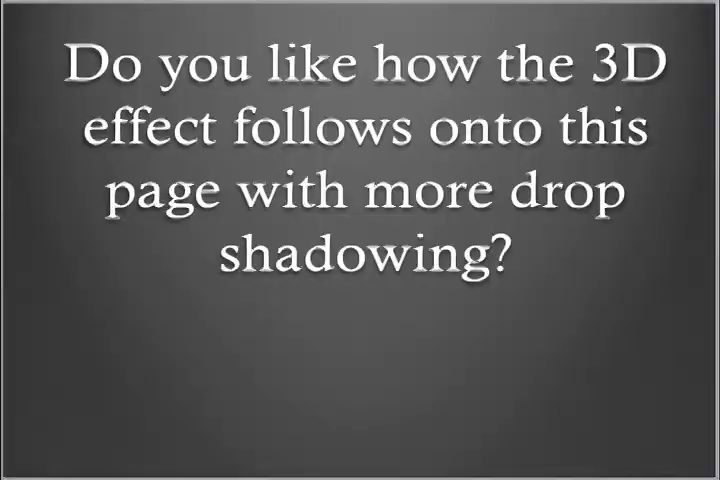 Do you like how the 3D
effect follows onto this
page with more drop
shadowing?